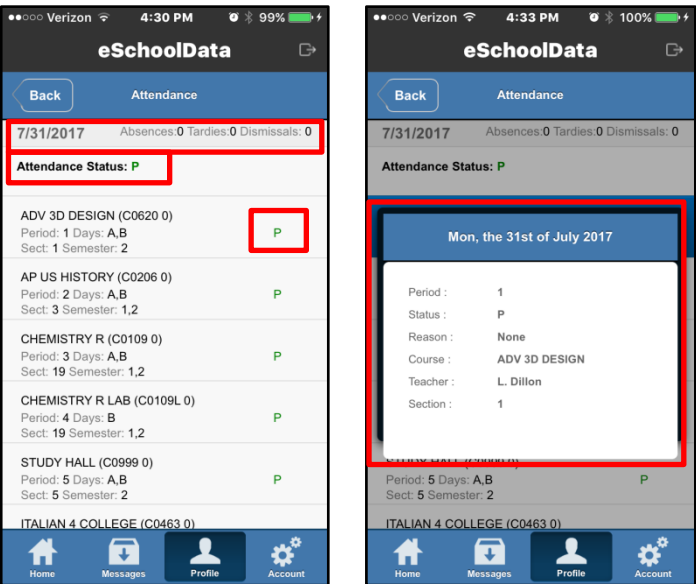 Verizon 4:30 PM 99%
eSchoolData
Back Attendance
7/31/2017 Absences:0 Tardies:0 Dismissals: 0
Attendance Status: P
ADV 3D DESIGN (C0620 0)
Period: 1 Days: A,B P
Sect: 1 Semester: 2
AP US HISTORY (C0206 0)
Period: 2 Days: A,B P
Sect: 3 Semester: 1,2
CHEMISTRY R (C0109 0)
Period: 3 Days: A,B P
Sect: 19 Semester: 1,2
CHEMISTRY R LAB (C0109L 0)
Period: 4 Days: B P
Sect: 19 Semester: 1,2
STUDY HALL (C0999 0)
Period: 5 Days: A,B P
Sect: 5 Semester: 2
ITALIAN 4 COLLEGE (C0463 0)
Home Messages Profile Account
Verizon 4:33 PM 100%
eSchoolData
Back Attendance
7/31/2017 Absences:0 Tardies:0 Dismissals: 0
Attendance Status: P
Mon, the 31st of July 2017
Period : 1
Status : P
Reason : None
Course : ADV 3D DESIGN
Teacher : L. Dillon
Section : 1
STUDY HALL (C0999 0)
Period: 5 Days: A,B P
Sect: 5 Semester: 2
ITALIAN 4 COLLEGE (C0463 0)
Home Messages Profile Account